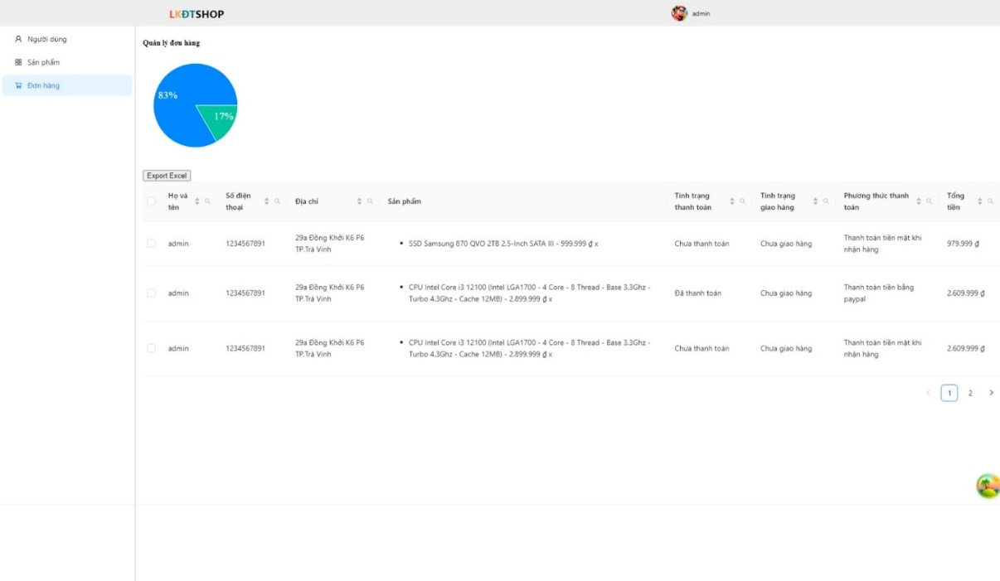 LKĐTSHOP
admin
Người dùng
Sản phẩm
Đơn hàng
Quản lý đơn hàng
83%
17%
Export Excel
Họ và tên
Số điện thoại
Địa chỉ
Sản phẩm
Tình trạng thanh toán
Tình trạng giao hàng
Phương thức thanh toán
Tổng tiền
admin
1234567891
29a Đồng Khởi K6 P6
TP.Trà Vinh
SSD Samsung 870 QVO 2TB 2.5-Inch SATA III - 999.999 ₫ x
Chưa thanh toán
Chưa giao hàng
Thanh toán tiền mặt khi
nhận hàng
979.999 ₫
admin
1234567891
29a Đồng Khởi K6 P6
TP.Trà Vinh
CPU Intel Core i3 12100 (Intel LGA1700 - 4 Core - 8 Thread - Base 3.3Ghz -
Turbo 4.3Ghz - Cache 12MB) - 2.899.999 ₫ x
Đã thanh toán
Chưa giao hàng
Thanh toán tiền bằng
paypal
2.609.999 ₫
admin
1234567891
29a Đồng Khởi K6 P6
TP.Trà Vinh
CPU Intel Core i3 12100 (Intel LGA1700 - 4 Core - 8 Thread - Base 3.3Ghz -
Turbo 4.3Ghz - Cache 12MB) - 2.899.999 ₫ x
Chưa thanh toán
Chưa giao hàng
Thanh toán tiền mặt khi
nhận hàng
2.609.999 ₫
< 1 2 >